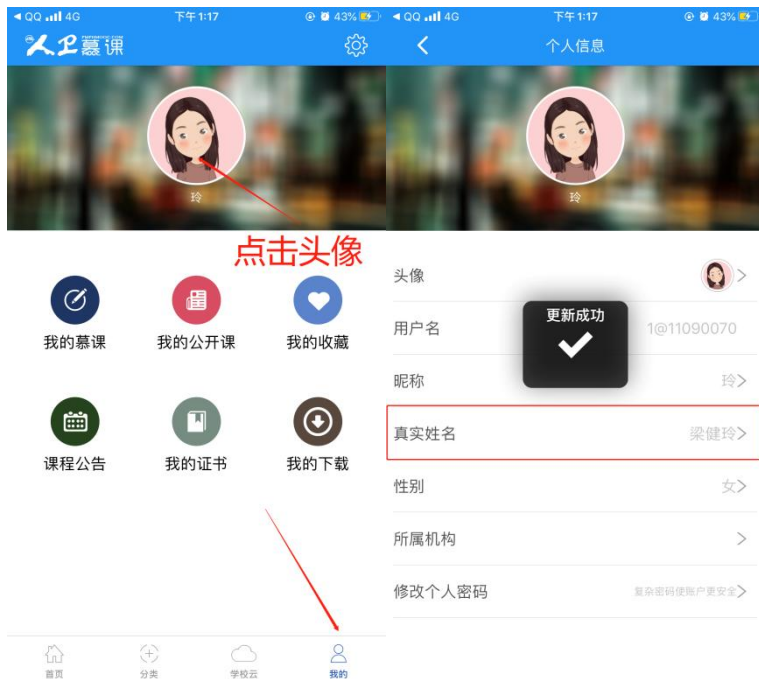 QQ 4G 下午1:17 43%
人卫慕课
玲
点击头像
我的慕课 我的公开课 我的收藏
课程公告 我的证书 我的下载
首页 分类 学校云 我的
QQ 4G 下午1:17 43%
个人信息
玲
头像
更新成功
用户名 1@11090070
昵称 玲
真实姓名 梁健玲
性别 女
所属机构
修改个人密码 复杂密码使账户更安全